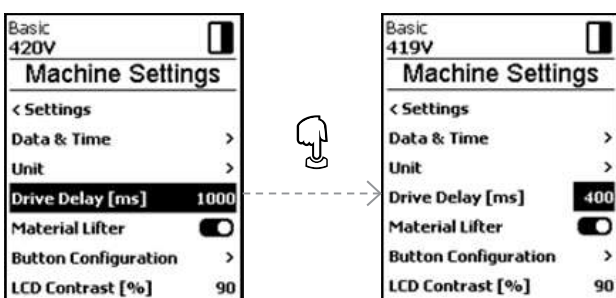 Basic
420V
Machine Settings
< Settings
Data & Time >
Unit >
Drive Delay [ms] 1000
Material Lifter
Button Configuration >
LCD Contrast [%] 90
Basic
419V
Machine Settings
< Settings
Data & Time >
Unit >
Drive Delay [ms] 400
Material Lifter
Button Configuration >
LCD Contrast [%] 90